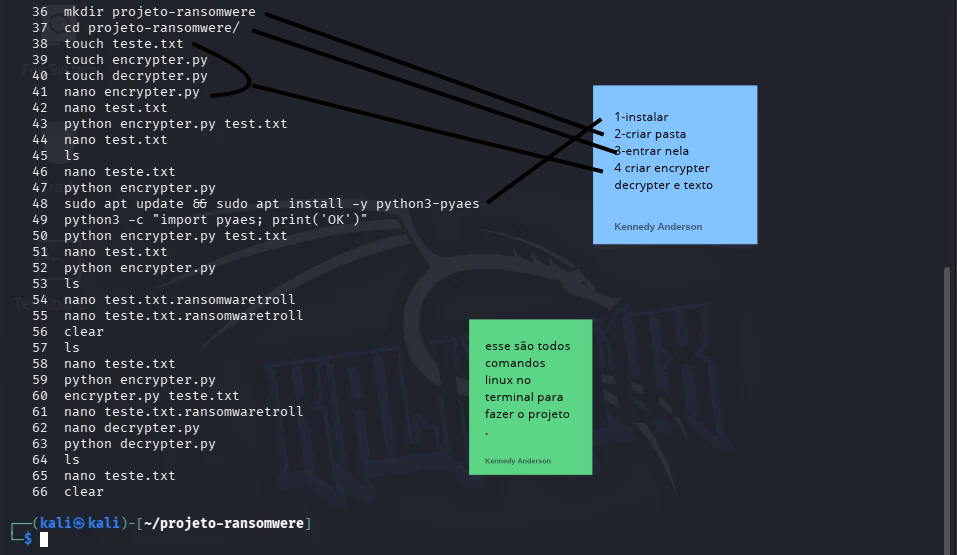 36 mkdir projeto-ransomwere
37 cd projeto-ransomwere/
38 touch teste.txt
39 touch encrypter.py
40 touch decrypter.py
41 nano encrypter.py
42 nano test.txt
43 python encrypter.py test.txt
44 nano test.txt
45 ls
46 nano teste.txt
47 python encrypter.py
48 sudo apt update && sudo apt install -y python3-pyaes
49 python3 -c "import pyaes; print('OK')"
50 python encrypter.py test.txt
51 nano test.txt
52 python encrypter.py
53 ls
54 nano test.txt.ransomwaretroll
55 nano teste.txt.ransomwaretroll
56 clear
57 ls
58 nano teste.txt
59 python encrypter.py
60 encrypter.py teste.txt
61 nano teste.txt.ransomwaretroll
62 nano decrypter.py
63 python decrypter.py
64 ls
65 nano teste.txt
66 clear
(kali㉿kali)-[~/projeto-ransomwere]
$
1-instalar
2-criar pasta
3-entrar nela
4 criar encrypter
decrypter e texto
Kennedy Anderson
esse são todos
comandos
linux no
terminal para
fazer o projeto
.
Kennedy Anderson
KALI LINUX